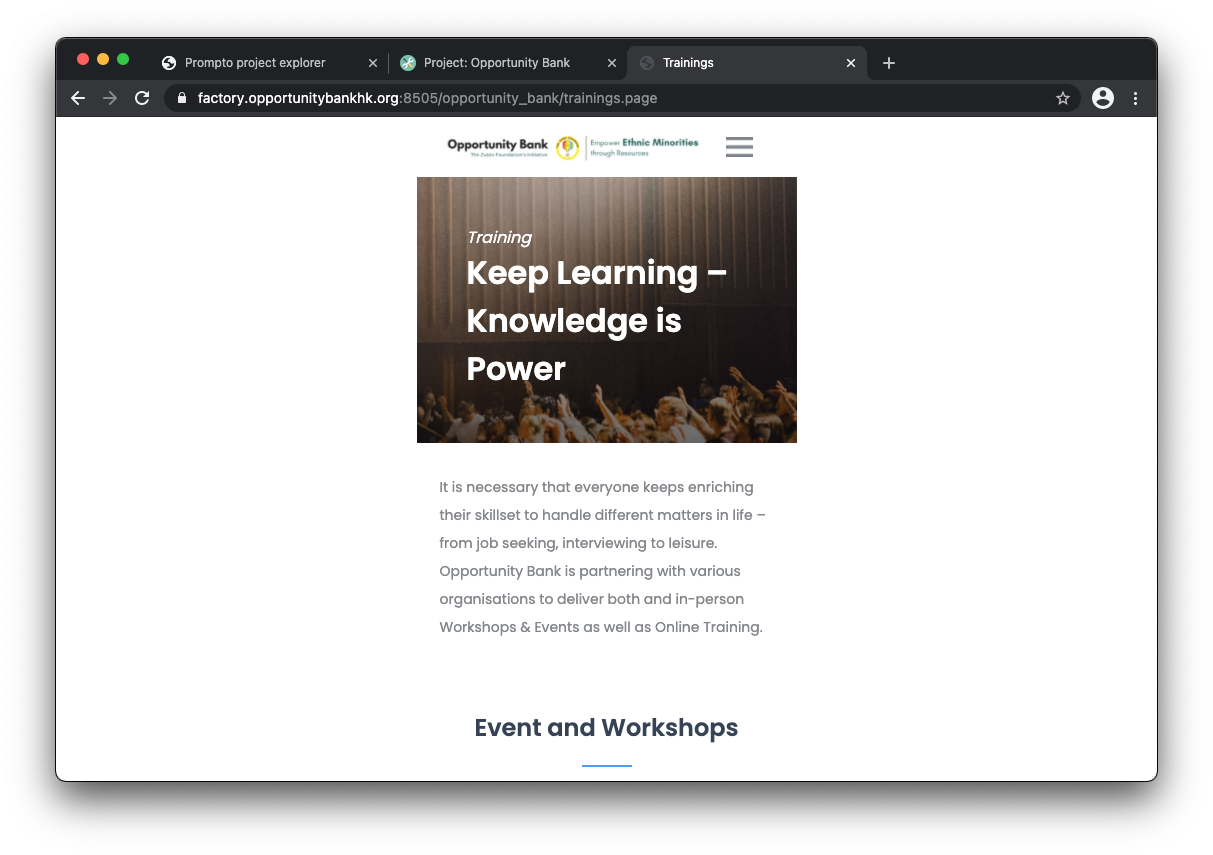 Prompto project explorer
Project: Opportunity Bank
Trainings
factory.opportunitybankhk.org:8505/opportunity_bank/trainings.page
Opportunity Bank
The Zubin Foundation's Initiative
Empower Ethnic Minorities
through Resources
Training
Keep Learning –
Knowledge is
Power
It is necessary that everyone keeps enriching
their skillset to handle different matters in life –
from job seeking, interviewing to leisure.
Opportunity Bank is partnering with various
organisations to deliver both and in-person
Workshops & Events as well as Online Training.
Event and Workshops